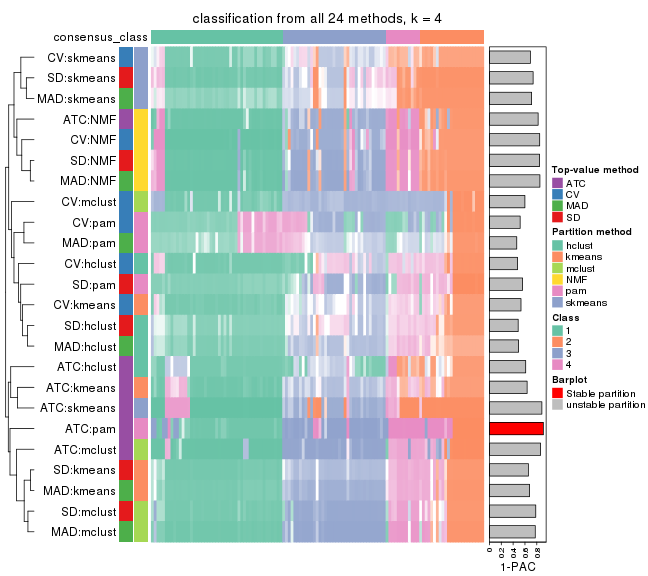 classification from all 24 methods, k = 4
consensus_class
CV:skmeans
SD:skmeans
MAD:skmeans
ATC:NMF
CV:NMF
SD:NMF
MAD:NMF
CV:mclust
CV:pam
MAD:pam
CV:hclust
SD:pam
CV:kmeans
SD:hclust
MAD:hclust
ATC:hclust
ATC:kmeans
ATC:skmeans
ATC:pam
ATC:mclust
SD:kmeans
MAD:kmeans
SD:mclust
MAD:mclust
0 0.2 0.4 0.6 0.8
1-PAC
Top-value method
ATC
CV
MAD
SD
Partition method
hclust
kmeans
mclust
NMF
pam
skmeans
Class
1
2
3
4
Barplot
Stable partition
unstable partition